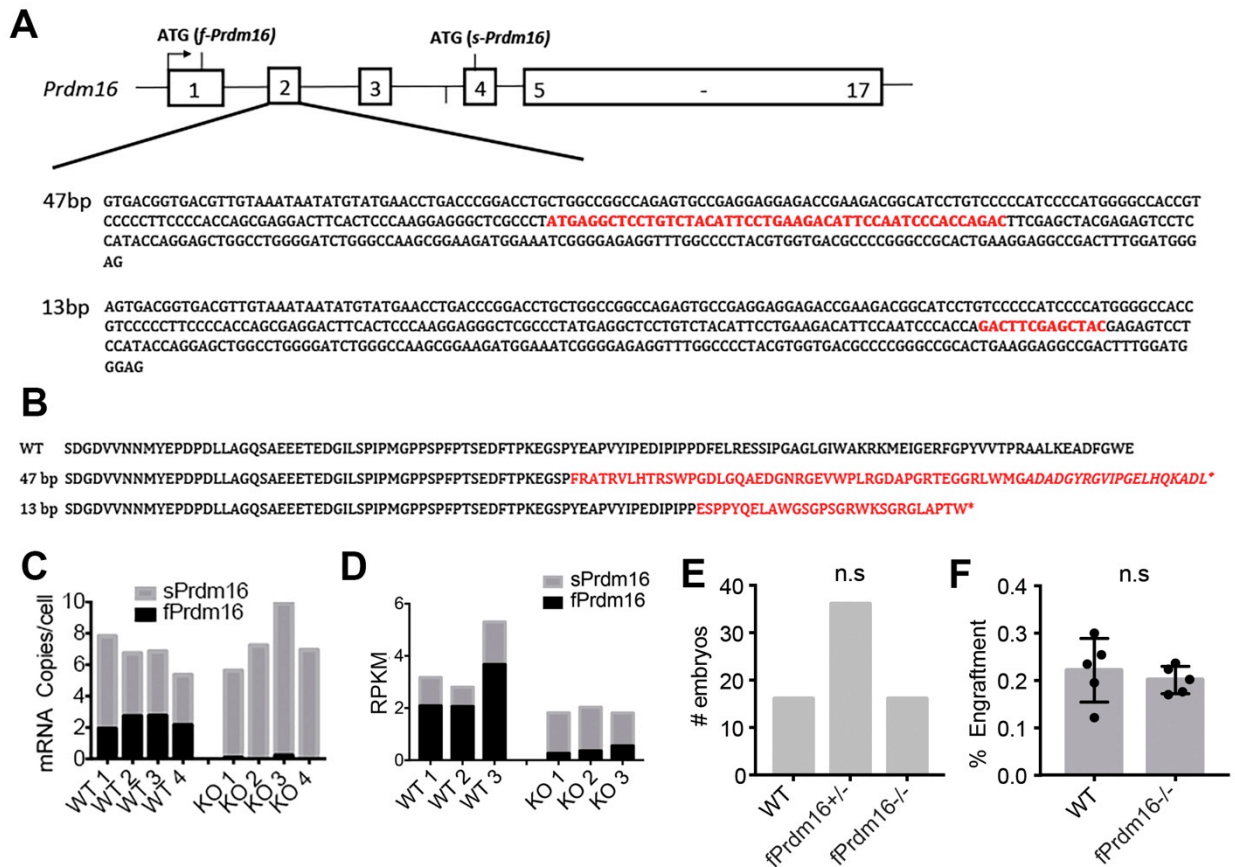 A
ATG (f-Prdm16)
ATG (s-Prdm16)
Prdm16
1
2
3
4
5
-
17
47bp
GTGACGGTGACGTTGTAAATAATATGTATGAACCTGACCCGGACCTGCTGGCCGGCCAGAGTGCCGAGGAGGAGACCGAAGACGGCATCCTGTCCCCCATCCCCATGGGGCCACCGT
CCCCCTTCCCCACCAGCGAGGACTTCACTCCCAAGGAGGGCTCGCCCTATGAGGCTCCTGTCTACATTCCTGAAGACATTCCAATCCCACCAGACTTCGAGCTACGAGAGTCCTC
CATACCAGGAGCTGGCCTGGGGATCTGGGCCAAGCGGAAGATGGAAATCGGGGAGAGGTTTGGCCCCTACGTGGTGACGCCCCGGGCCGCACTGAAGGAGGCCGACTTTGGATGGG
AG
13bp
AGTGACGGTGACGTTGTAAATAATATGTATGAACCTGACCCGGACCTGCTGGCCGGCCAGAGTGCCGAGGAGGAGACCGAAGACGGCATCCTGTCCCCCATCCCCATGGGGCCACC
GTCCCCCTTCCCCACCAGCGAGGACTTCACTCCCAAGGAGGGCTCGCCCTATGAGGCTCCTGTCTACATTCCTGAAGACATTCCAATCCCACCAGACTTCGAGCTACGAGAGTCCT
CCATACCAGGAGCTGGCCTGGGGATCTGGGCCAAGCGGAAGATGGAAATCGGGGAGAGGTTTGGCCCCTACGTGGTGACGCCCCGGGCCGCACTGAAGGAGGCCGACTTTGGATG
GGAG
B
WT SDGDVVNNMYEPDPDLLAGQSAEEETEDGILSPIPMGPPSPFPTSEDFTPKEGSPYEAPVYIPEDIPIPPDFELRESSIPGAGLGIWAKRKMEIGERFGPYVVTPRAALKEADFGWE
47 bp SDGDVVNNMYEPDPDLLAGQSAEEETEDGILSPIPMGPPSPFPTSEDFTPKEGSPFRATRVLHTRSWPGDLGQAEDGNRGEVWPLRGDAPGRTEGGRLWMGADADGYRGVIPGELHQKADL*
13 bp SDGDVVNNMYEPDPDLLAGQSAEEETEDGILSPIPMGPPSPFPTSEDFTPKEGSPYEAPVYIPEDIPIPPESPPYQELAWGSGPSGRWKSGRGLAPTW*
C
sPrdm16
fPrdm16
mRNA Copies/cell
10
8
6
4
2
0
WT 1
WT 2
WT 3
WT 4
KO 1
KO 2
KO 3
KO 4
D
sPrdm16
fPrdm16
RPKM
6
4
2
0
WT 1
WT 2
WT 3
KO 1
KO 2
KO 3
E
n.s
# embryos
40
30
20
10
0
WT
fPrdm16+/-
fPrdm16-/-
F
n.s
% Engraftment
0.4
0.3
0.2
0.1
0.0
WT
fPrdm16-/-